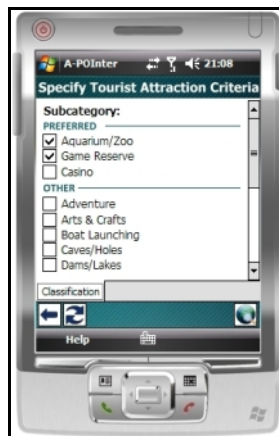 A-POInter 21:08
Specify Tourist Attraction Criteria
Subcategory:
PREFERRED
Aquarium/Zoo
Game Reserve
Casino
OTHER
Adventure
Arts & Crafts
Boat Launching
Caves/Holes
Dams/Lakes
Classification
Help